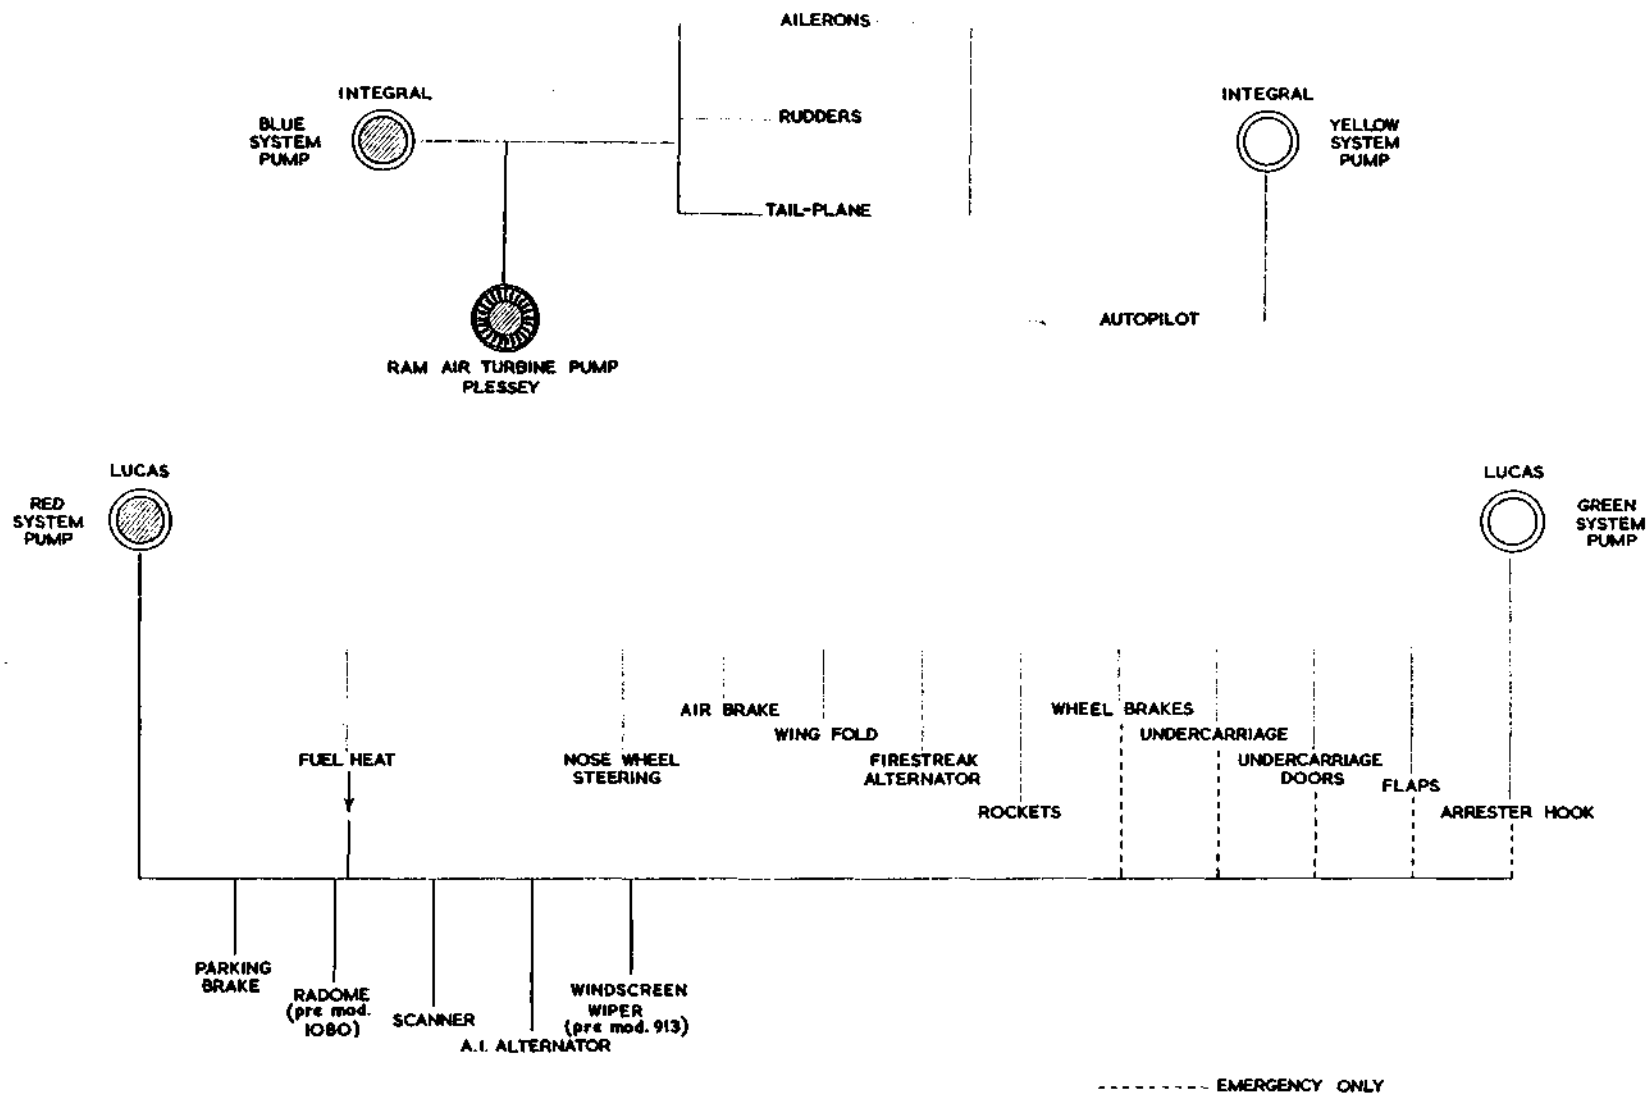 AILERONS
INTEGRAL
BLUE
SYSTEM
PUMP
RUDDERS
TAIL-PLANE
INTEGRAL
YELLOW
SYSTEM
PUMP
AUTOPILOT
RAM AIR TURBINE PUMP
PLESSEY
LUCAS
RED
SYSTEM
PUMP
LUCAS
GREEN
SYSTEM
PUMP
FUEL HEAT
NOSE WHEEL
STEERING
AIR BRAKE
WING FOLD
FIRESTREAK
ALTERNATOR
ROCKETS
WHEEL BRAKES
UNDERCARRIAGE
UNDERCARRIAGE
DOORS
FLAPS
ARRESTER HOOK
PARKING
BRAKE
RADOME
(pre mod.
1080)
SCANNER
A.I. ALTERNATOR
WINDSCREEN
WIPER
(pre mod. 913)
EMERGENCY ONLY